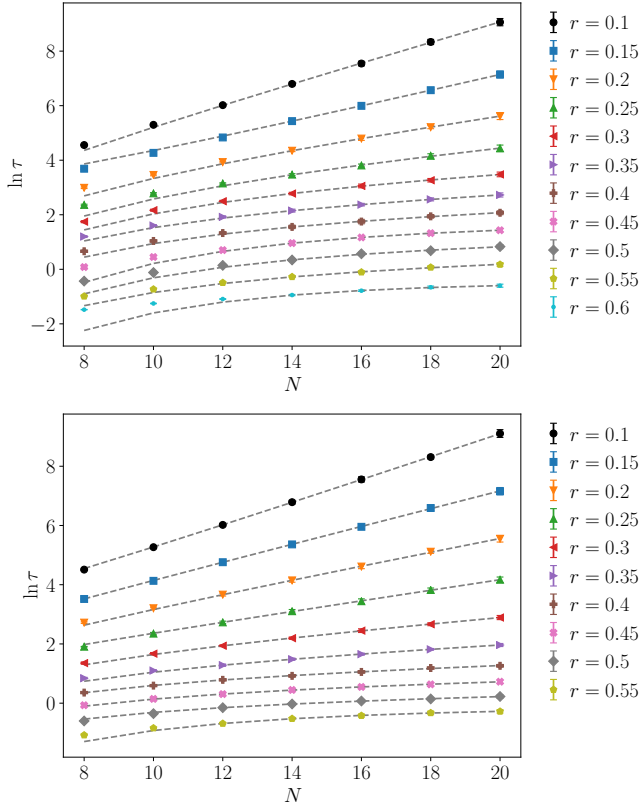 ln τ
8
6
4
2
0
−2
8 10 12 14 16 18 20
N
r = 0.1
r = 0.15
r = 0.2
r = 0.25
r = 0.3
r = 0.35
r = 0.4
r = 0.45
r = 0.5
r = 0.55
r = 0.6
ln τ
8
6
4
2
0
8 10 12 14 16 18 20
N
r = 0.1
r = 0.15
r = 0.2
r = 0.25
r = 0.3
r = 0.35
r = 0.4
r = 0.45
r = 0.5
r = 0.55